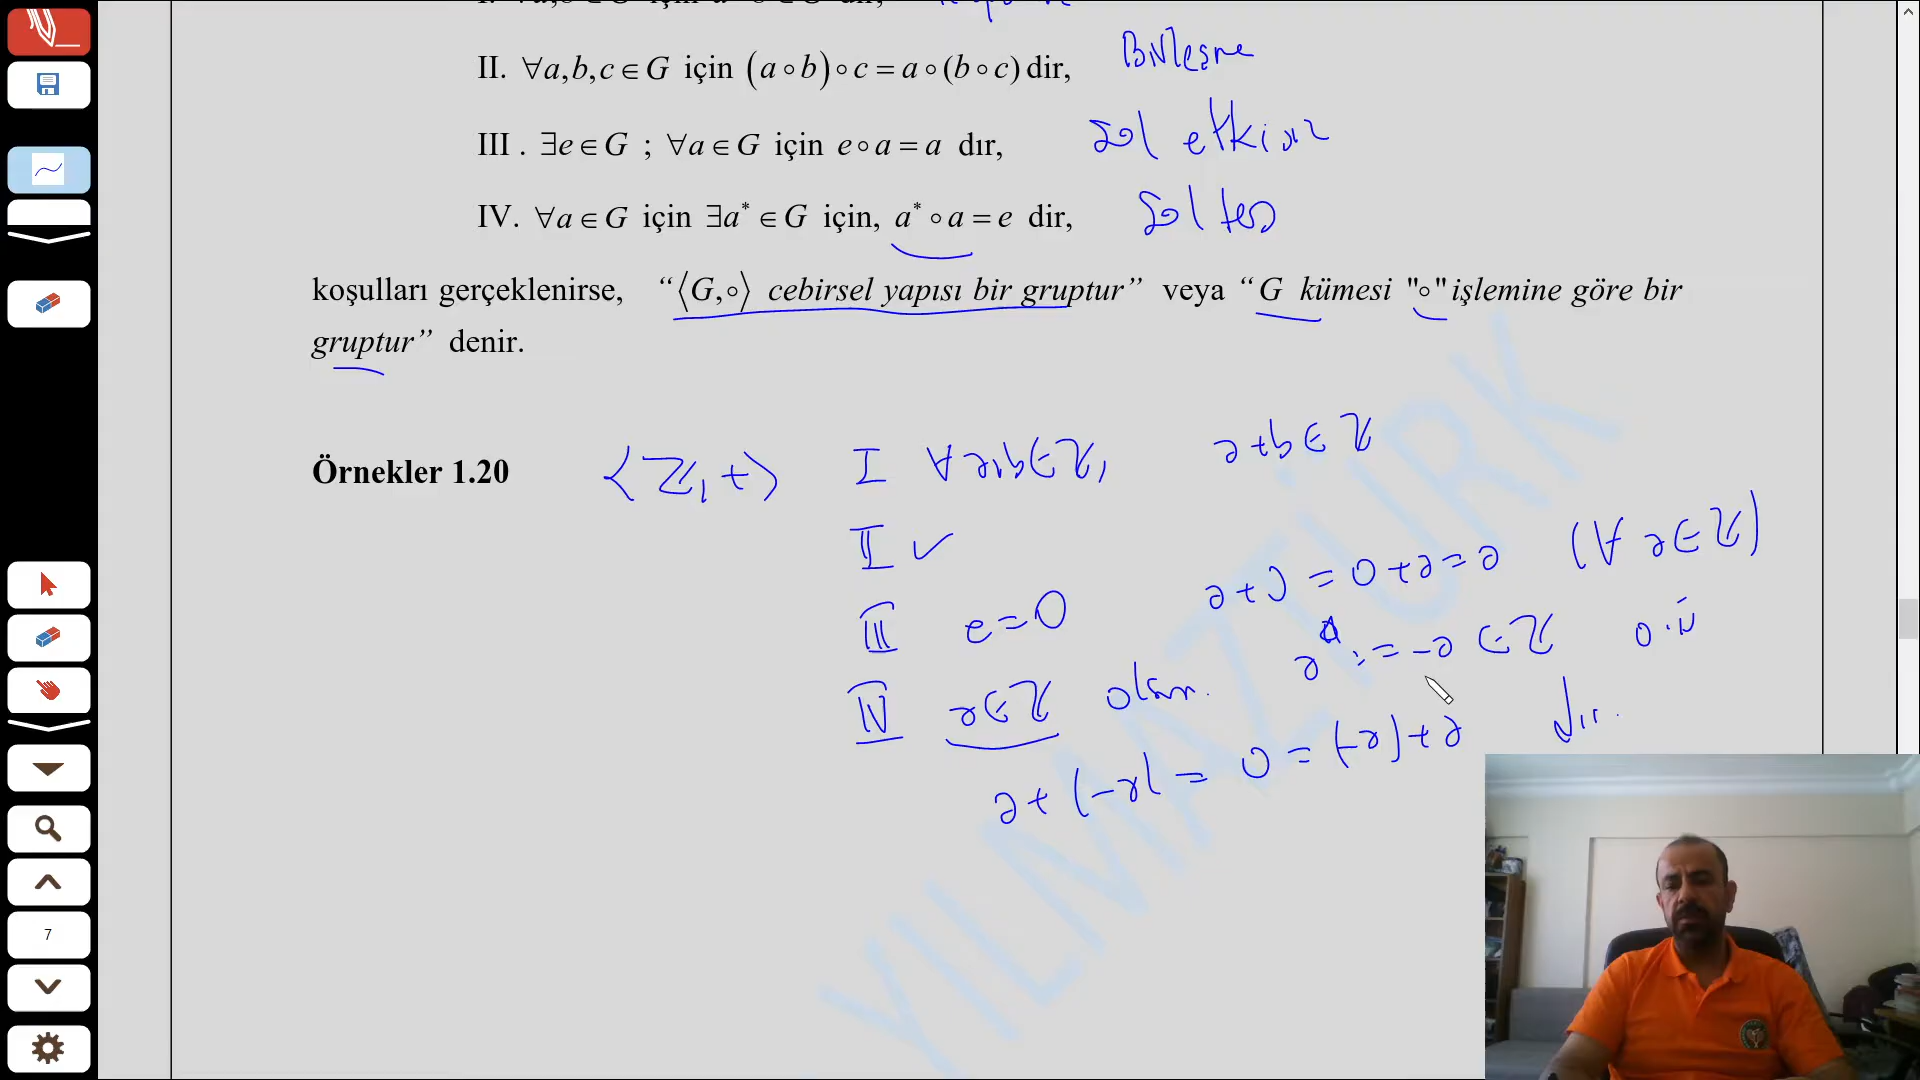 II. ∀a,b,c ∈ G için (a∘b)∘c = a∘(b∘c) dir, Birleşme
III . ∃e ∈ G ; ∀a ∈ G için e∘a = a dır, Sol etkisiz
IV. ∀a ∈ G için ∃a* ∈ G için, a*∘a = e dir, Sol ters
koşulları gerçeklenirse, “⟨G,∘⟩ cebirsel yapısı bir gruptur” veya “G kümesi "∘" işlemine göre bir
gruptur” denir.
Örnekler 1.20 ⟨ℤ,+⟩ I ∀a,b∈ℤ, a+b∈ℤ
II ✓
III e=0 a+0=0+a=a (∀a∈ℤ)
IV a∈ℤ olsun. a* := -a ∈ℤ o.ü
a+(-a) = 0 = (-a)+a dır.
YILMAZTÜRK
7